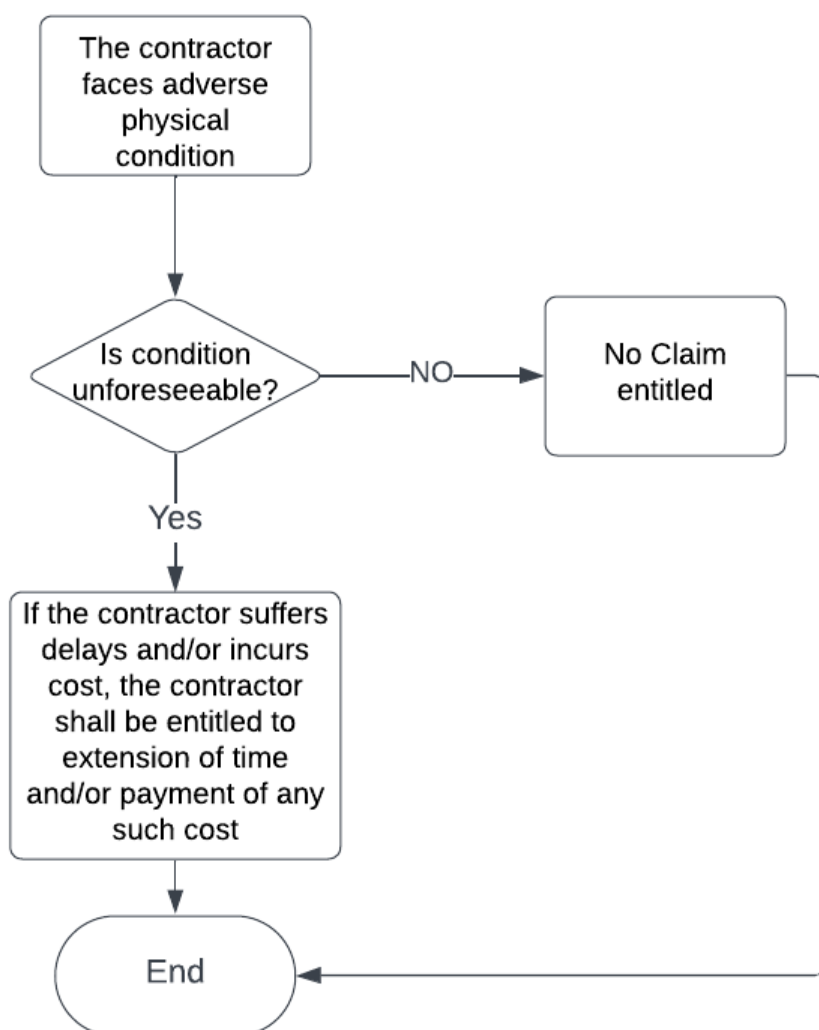 The contractor
faces adverse
physical
condition
Is condition
unforeseeable?
NO
No Claim
entitled
Yes
If the contractor suffers
delays and/or incurs
cost, the contractor
shall be entitled to
extension of time
and/or payment of any
such cost
End